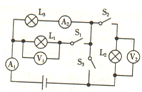 L₃ A₂ S₂
L₁ S₁
V₁ S₃ L₂ V₂
A₁